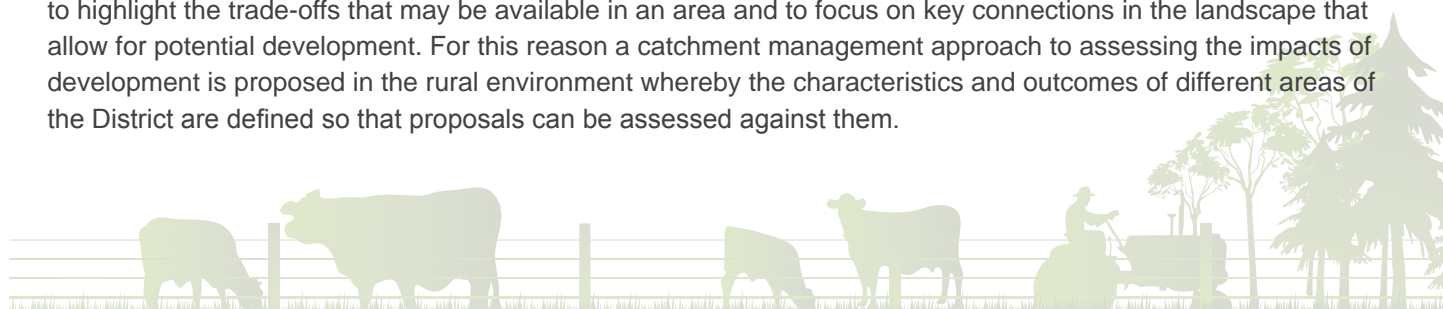 to highlight the trade-offs that may be available in an area and to focus on key connections in the landscape that
allow for potential development. For this reason a catchment management approach to assessing the impacts of
development is proposed in the rural environment whereby the characteristics and outcomes of different areas of
the District are defined so that proposals can be assessed against them.